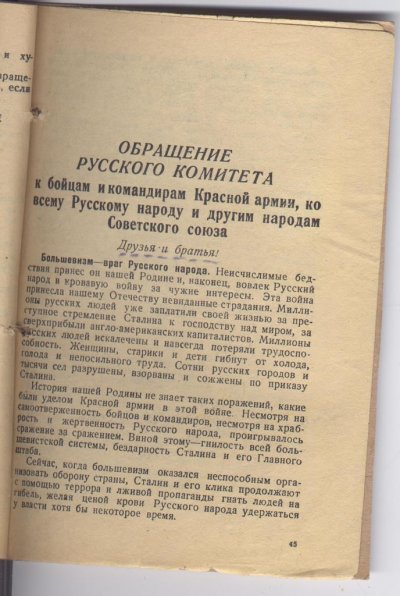 и ху-
враще-
, если
ОБРАЩЕНИЕ
РУССКОГО КОМИТЕТА
к бойцам и командирам Красной армии, ко
всему Русскому народу и другим народам
Советского союза
Друзья и братья!
Большевизм—враг Русского народа. Неисчислимые бед-
ствия принес он нашей Родине и, наконец, вовлек Русский
народ в кровавую войну за чужие интересы. Эта война
принесла нашему Отечеству невиданные страдания. Милли-
оны русских людей уже заплатили своей жизнью за пре-
ступное стремление Сталина к господству над миром, за
сверхприбыли англо-американских капиталистов. Миллионы
русских людей искалечены и навсегда потеряли трудоспо-
собность. Женщины, старики и дети гибнут от холода,
голода и непосильного труда. Сотни русских городов и
тысячи сел разрушены, взорваны и сожжены по приказу
Сталина.
История нашей Родины не знает таких поражений, какие
были уделом Красной армии в этой войне. Несмотря на
самоотверженность бойцов и командиров, несмотря на храб-
рость и жертвенность Русского народа, проигрывалось
сражение за сражением. Виной этому—гнилость всей боль-
шевистской системы, бездарность Сталина и его Главного
штаба.
Сейчас, когда большевизм оказался неспособным орга-
низовать оборону страны, Сталин и его клика продолжают
с помощью террора и лживой пропаганды гнать людей на
гибель, желая ценой крови Русского народа удержаться
у власти хотя бы некоторое время.
45